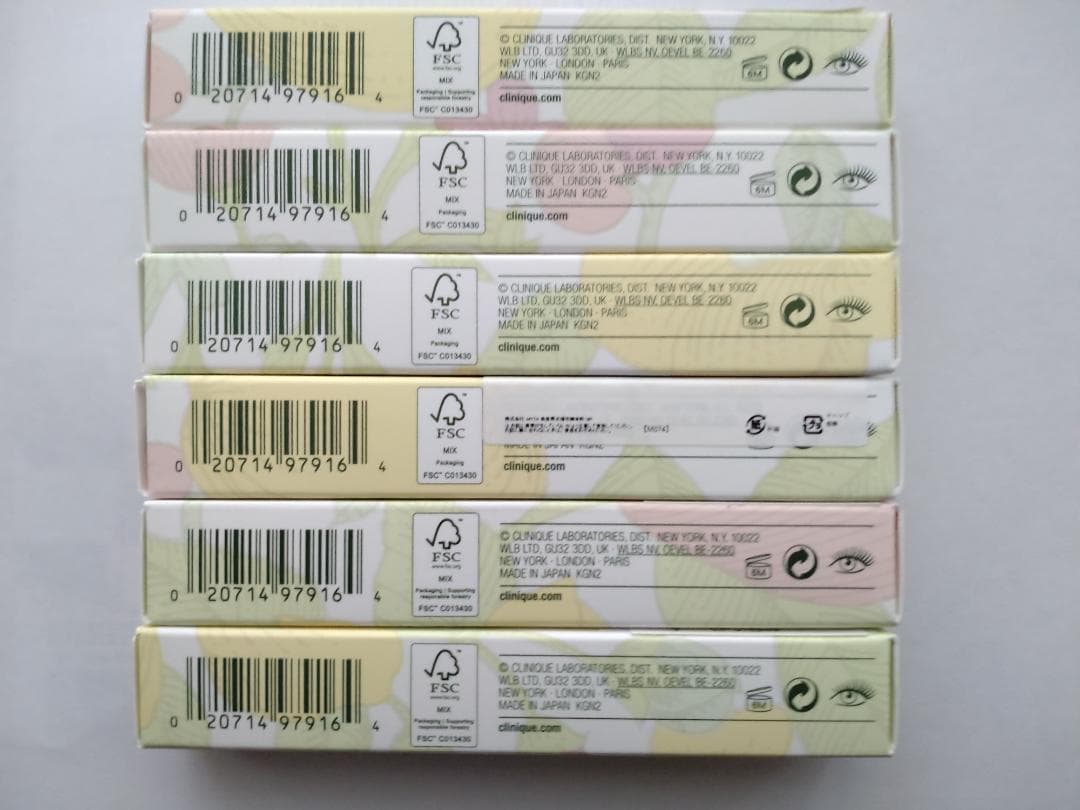 0 20714 97916 4
FSC
www.fsc.org
MIX
Packaging | Supporting
responsible forestry
FSC™ C013430
© CLINIQUE LABORATORIES, DIST. NEW YORK, N.Y. 10022
WLB LTD, GU32 3DD, UK · WLBS NV. OEVEL BE-2260
NEW YORK · LONDON · PARIS
MADE IN JAPAN KGN2
clinique.com
6M
0 20714 97916 4
FSC
MIX
Packaging
FSC™ C013430
© CLINIQUE LABORATORIES, DIST. NEW YORK, N.Y. 10022
WLB LTD, GU32 3DD, UK · WLBS NV. OEVEL BE-2260
NEW YORK · LONDON · PARIS
MADE IN JAPAN KGN2
clinique.com
6M
0 20714 97916 4
FSC
MIX
Packaging
FSC™ C013430
© CLINIQUE LABORATORIES, DIST. NEW YORK, N.Y. 10022
WLB LTD, GU32 3DD, UK · WLBS NV. OEVEL BE-2260
NEW YORK · LONDON · PARIS
MADE IN JAPAN KGN2
clinique.com
6M
0 20714 97916 4
FSC
MIX
Packaging
FSC™ C013430
MADE IN JAPAN KGN2
clinique.com
0 20714 97916 4
FSC
www.fsc.org
MIX
Packaging | Supporting
responsible forestry
FSC™ C013430
© CLINIQUE LABORATORIES, DIST. NEW YORK, N.Y. 10022
WLB LTD, GU32 3DD, UK · WLBS NV. OEVEL BE-2260
NEW YORK · LONDON · PARIS
MADE IN JAPAN KGN2
clinique.com
6M
0 20714 97916 4
FSC
www.fsc.org
MIX
Packaging | Supporting
responsible forestry
FSC™ C013430
© CLINIQUE LABORATORIES, DIST. NEW YORK, N.Y. 10022
WLB LTD, GU32 3DD, UK · WLBS NV. OEVEL BE-2260
NEW YORK · LONDON · PARIS
MADE IN JAPAN KGN2
clinique.com
6M